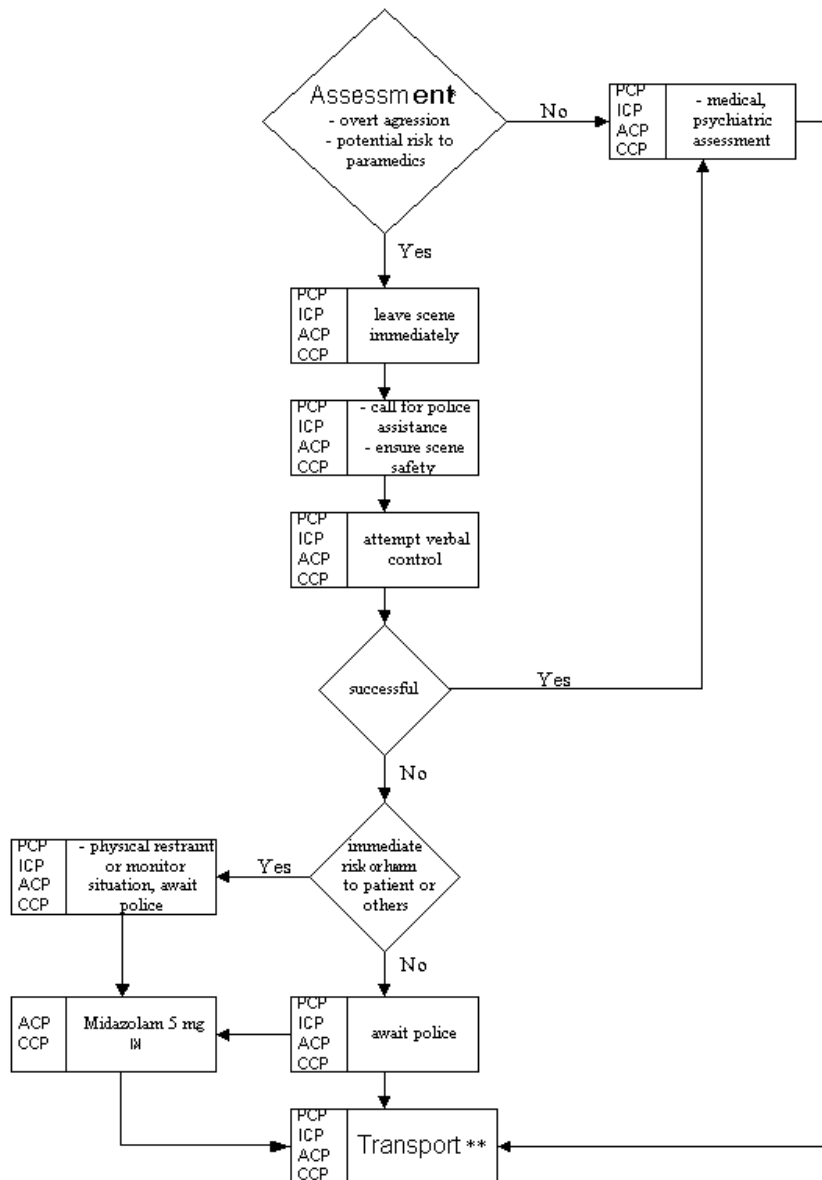 Assessment*
- overt agression
- potential risk to
paramedics
No
PCP
ICP
ACP
CCP
- medical,
psychiatric
assessment
Yes
PCP
ICP
ACP
CCP
leave scene
immediately
PCP
ICP
ACP
CCP
- call for police
assistance
- ensure scene
safety
PCP
ICP
ACP
CCP
attempt verbal
control
successful
Yes
No
immediate
risk or harm
to patient or
others
Yes
PCP
ICP
ACP
CCP
- physical restraint
or monitor
situation, await
police
No
ACP
CCP
Midazolam 5 mg
PCP
ICP
ACP
CCP
await police
PCP
ICP
ACP
CCP
Transport **